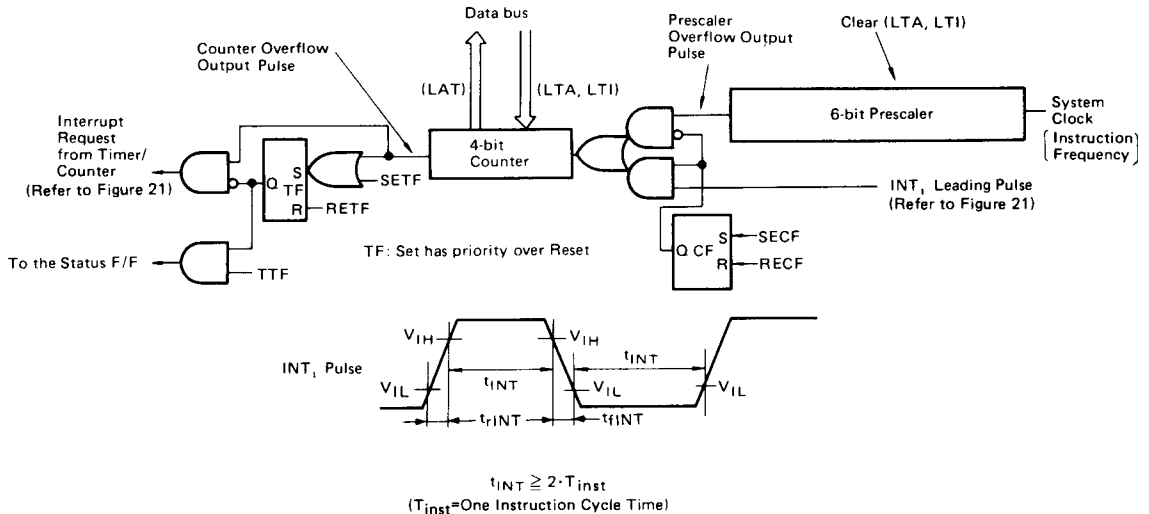 Data bus
Prescaler
Overflow Output
Pulse
Clear (LTA, LTI)
Counter Overflow
Output Pulse
(LAT)
(LTA, LTI)
6-bit Prescaler
System
Clock
[Instruction
Frequency]
Interrupt
Request
from Timer/
Counter
(Refer to Figure 21)
4-bit
Counter
S
Q TF
R
SETF
RETF
INT₁ Leading Pulse
(Refer to Figure 21)
To the Status F/F
TTF
TF: Set has priority over Reset
Q CF
S
R
SECF
RECF
INT₁ Pulse
VIH
VIH
VIL
VIL
VIL
tINT
tINT
trINT
tfINT
tINT ≧ 2·Tinst
(Tinst=One Instruction Cycle Time)